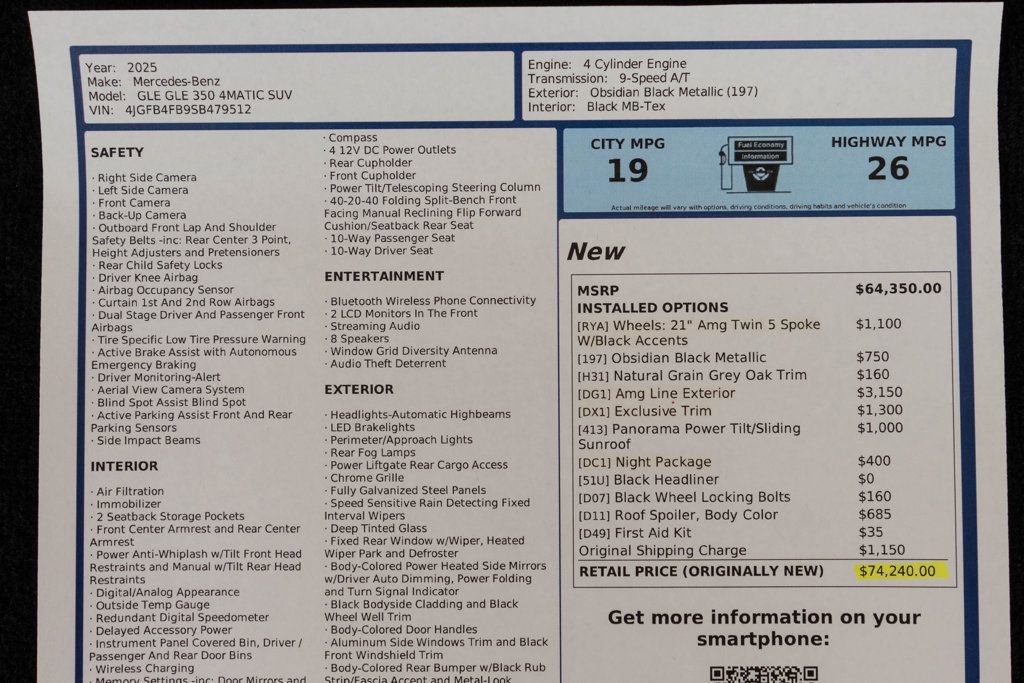 Year: 2025
Make: Mercedes-Benz
Model: GLE GLE 350 4MATIC SUV
VIN: 4JGFB4FB9SB479512
Engine: 4 Cylinder Engine
Transmission: 9-Speed A/T
Exterior: Obsidian Black Metallic (197)
Interior: Black MB-Tex
SAFETY
· Right Side Camera
· Left Side Camera
· Front Camera
· Back-Up Camera
· Outboard Front Lap And Shoulder
Safety Belts -inc: Rear Center 3 Point,
Height Adjusters and Pretensioners
· Rear Child Safety Locks
· Driver Knee Airbag
· Airbag Occupancy Sensor
· Curtain 1st And 2nd Row Airbags
· Dual Stage Driver And Passenger Front
Airbags
· Tire Specific Low Tire Pressure Warning
· Active Brake Assist with Autonomous
Emergency Braking
· Driver Monitoring-Alert
· Aerial View Camera System
· Blind Spot Assist Blind Spot
· Active Parking Assist Front And Rear
Parking Sensors
· Side Impact Beams
INTERIOR
· Air Filtration
· Immobilizer
· 2 Seatback Storage Pockets
· Front Center Armrest and Rear Center
Armrest
· Power Anti-Whiplash w/Tilt Front Head
Restraints and Manual w/Tilt Rear Head
Restraints
· Digital/Analog Appearance
· Outside Temp Gauge
· Redundant Digital Speedometer
· Delayed Accessory Power
· Instrument Panel Covered Bin, Driver /
Passenger And Rear Door Bins
· Wireless Charging
· Memory Settings -inc: Door Mirrors and
· Compass
· 4 12V DC Power Outlets
· Rear Cupholder
· Front Cupholder
· Power Tilt/Telescoping Steering Column
· 40-20-40 Folding Split-Bench Front
Facing Manual Reclining Flip Forward
Cushion/Seatback Rear Seat
· 10-Way Passenger Seat
· 10-Way Driver Seat
ENTERTAINMENT
· Bluetooth Wireless Phone Connectivity
· 2 LCD Monitors In The Front
· Streaming Audio
· 8 Speakers
· Window Grid Diversity Antenna
· Audio Theft Deterrent
EXTERIOR
· Headlights-Automatic Highbeams
· LED Brakelights
· Perimeter/Approach Lights
· Rear Fog Lamps
· Power Liftgate Rear Cargo Access
· Chrome Grille
· Fully Galvanized Steel Panels
· Speed Sensitive Rain Detecting Fixed
Interval Wipers
· Deep Tinted Glass
· Fixed Rear Window w/Wiper, Heated
Wiper Park and Defroster
· Body-Colored Power Heated Side Mirrors
w/Driver Auto Dimming, Power Folding
and Turn Signal Indicator
· Black Bodyside Cladding and Black
Wheel Well Trim
· Body-Colored Door Handles
· Aluminum Side Windows Trim and Black
Front Windshield Trim
· Body-Colored Rear Bumper w/Black Rub
Strip/Fascia Accent and Metal-Look
CITY MPG
19
Fuel Economy
Information
HIGHWAY MPG
26
Actual mileage will vary with options, driving conditions, driving habits and vehicle's condition
New
MSRP $64,350.00
INSTALLED OPTIONS
[RYA] Wheels: 21" Amg Twin 5 Spoke $1,100
W/Black Accents
[197] Obsidian Black Metallic $750
[H31] Natural Grain Grey Oak Trim $160
[DG1] Amg Line Exterior $3,150
[DX1] Exclusive Trim $1,300
[413] Panorama Power Tilt/Sliding $1,000
Sunroof
[DC1] Night Package $400
[51U] Black Headliner $0
[D07] Black Wheel Locking Bolts $160
[D11] Roof Spoiler, Body Color $685
[D49] First Aid Kit $35
Original Shipping Charge $1,150
RETAIL PRICE (ORIGINALLY NEW) $74,240.00
Get more information on your
smartphone: